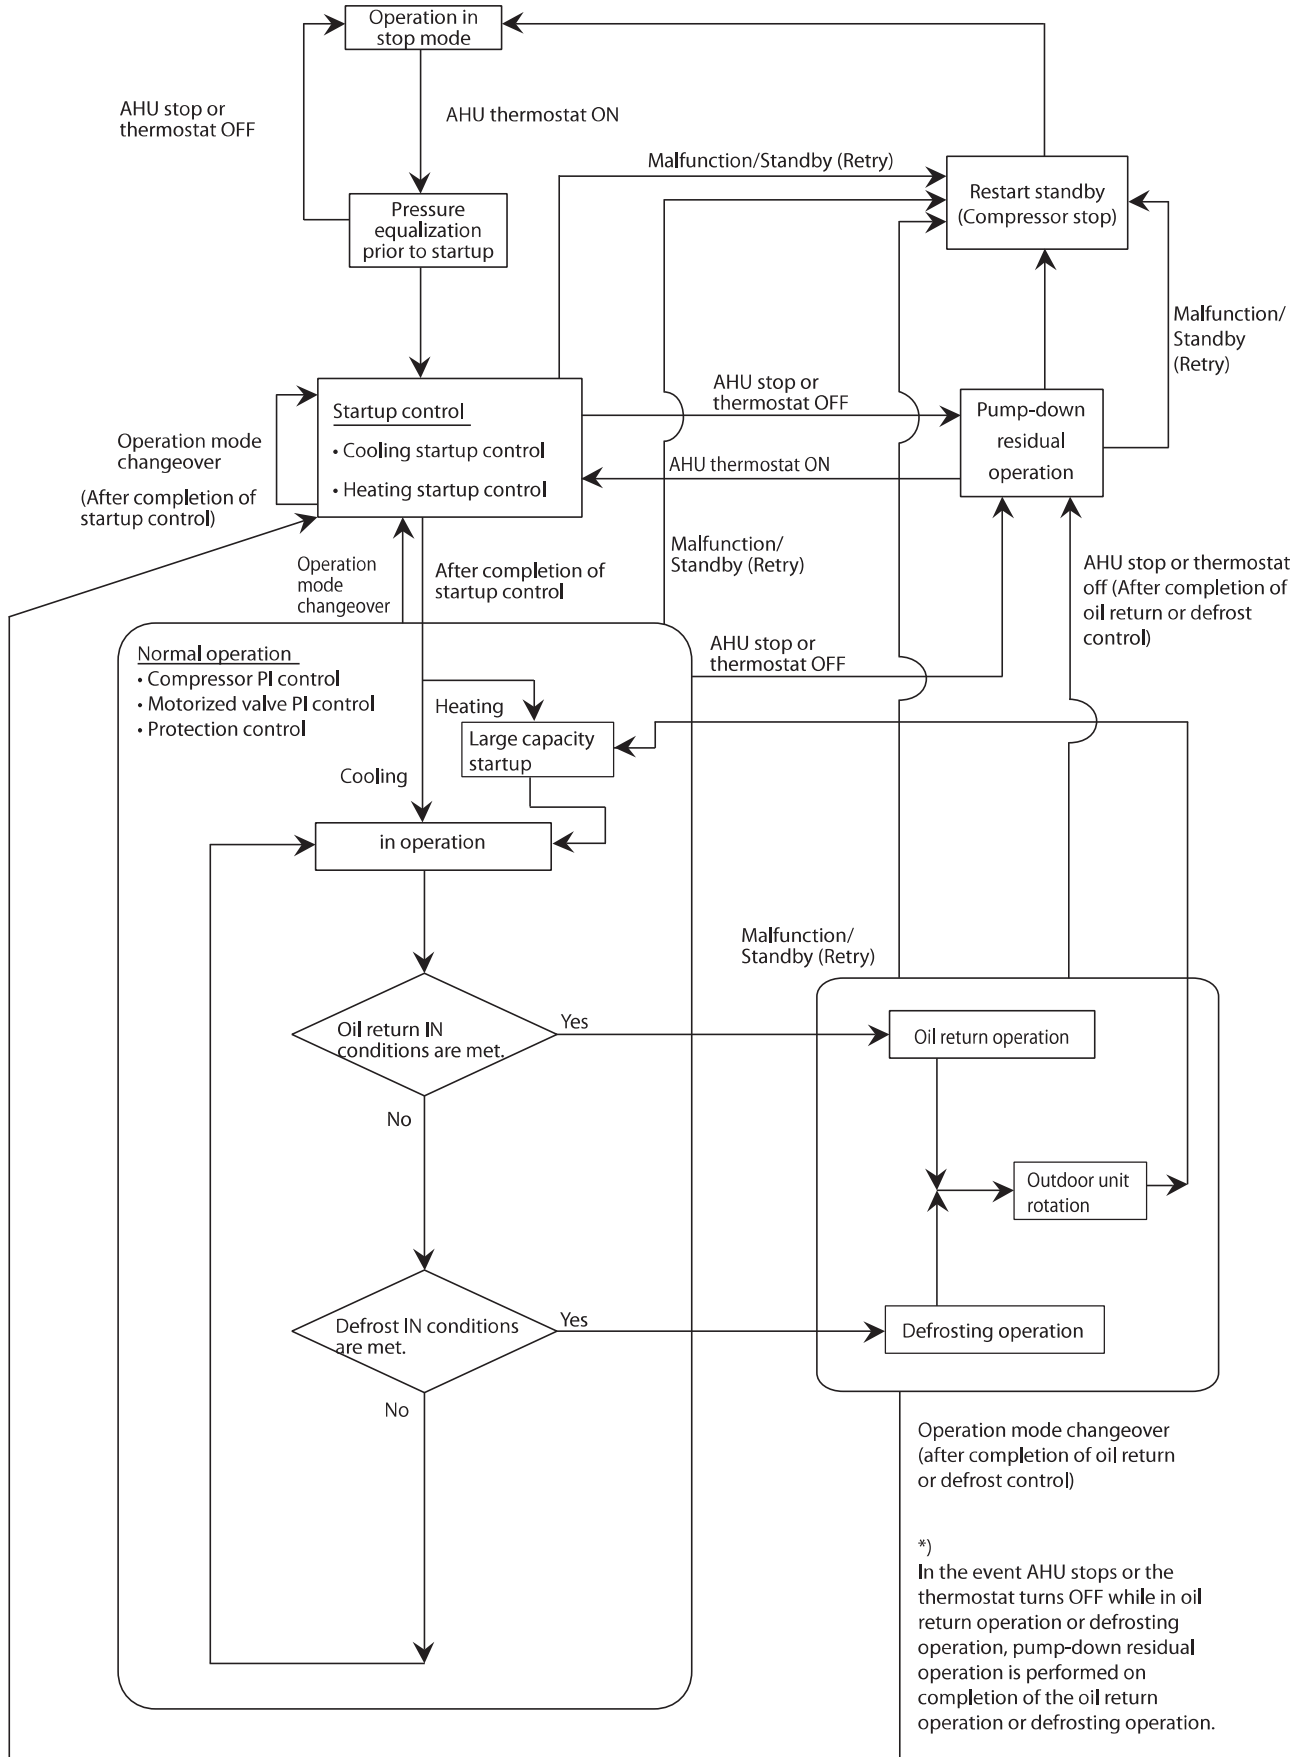 Operation in
stop mode
AHU stop or
thermostat OFF
AHU thermostat ON
Malfunction/Standby (Retry)
Restart standby
(Compressor stop)
Pressure
equalization
prior to startup
Malfunction/
Standby
(Retry)
AHU stop or
thermostat OFF
Startup control
• Cooling startup control
• Heating startup control
Pump-down
residual
operation
Operation mode
changeover
(After completion of
startup control)
AHU thermostat ON
Operation
mode
changeover
After completion of
startup control
Malfunction/
Standby (Retry)
AHU stop or thermostat
off (After completion of
oil return or defrost
control)
Normal operation
• Compressor PI control
• Motorized valve PI control
• Protection control
AHU stop or
thermostat OFF
Heating
Large capacity
startup
Cooling
in operation
Malfunction/
Standby (Retry)
Oil return IN
conditions are met.
Yes
Oil return operation
No
Outdoor unit
rotation
Defrost IN conditions
are met.
Yes
Defrosting operation
No
Operation mode changeover
(after completion of oil return
or defrost control)
*)
In the event AHU stops or the
thermostat turns OFF while in oil
return operation or defrosting
operation, pump-down residual
operation is performed on
completion of the oil return
operation or defrosting operation.